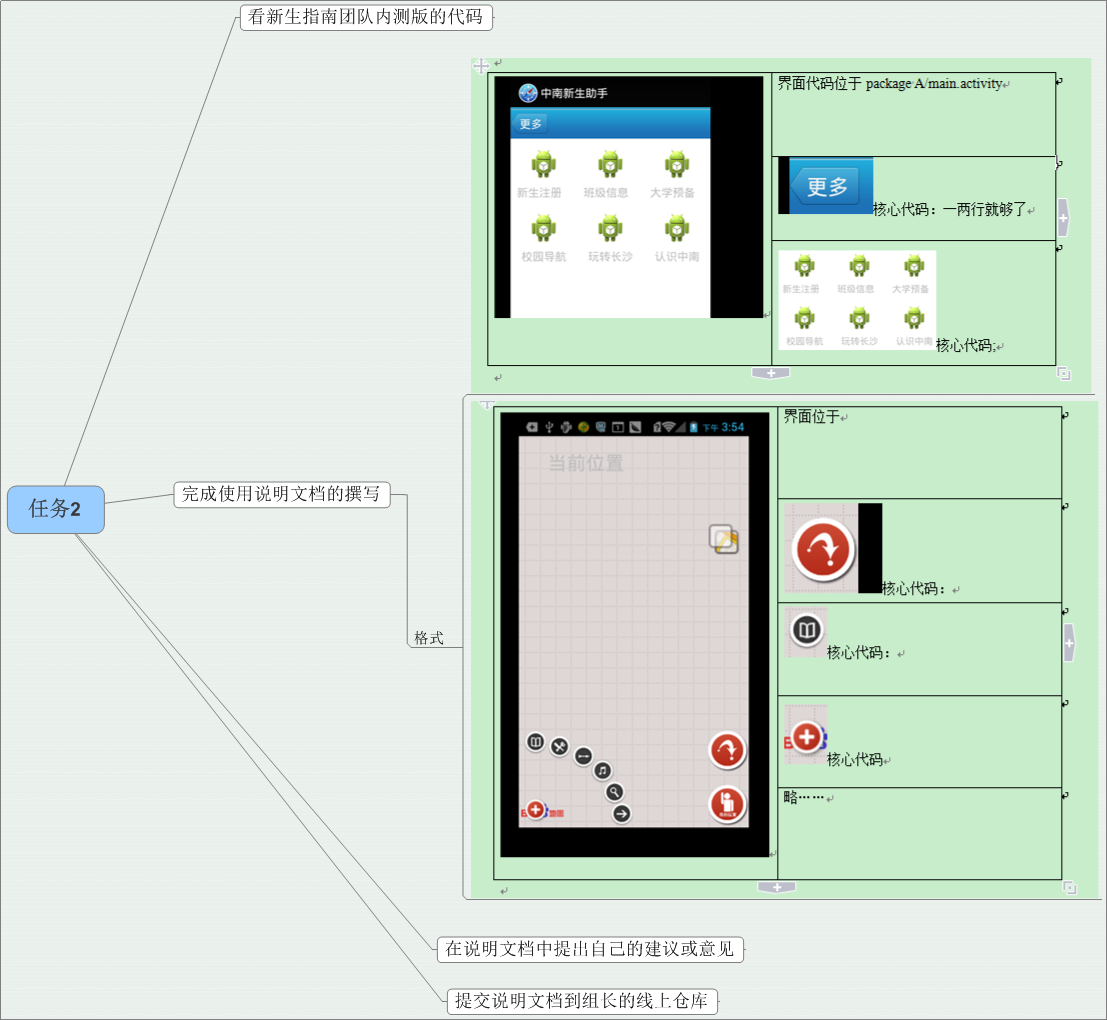 看新生指南团队内测版的代码
中南新生助手
更多
新生注册 班级信息 大学预备
校园导航 玩转长沙 认识中南
界面代码位于 package A/main.activity
更多
核心代码：一两行就够了
新生注册 班级信息 大学预备
校园导航 玩转长沙 认识中南
核心代码;
任务2
完成使用说明文档的撰写
格式
下午 3:54
当前位置
界面位于
核心代码：
核心代码：
核心代码
略……
在说明文档中提出自己的建议或意见
提交说明文档到组长的线上仓库